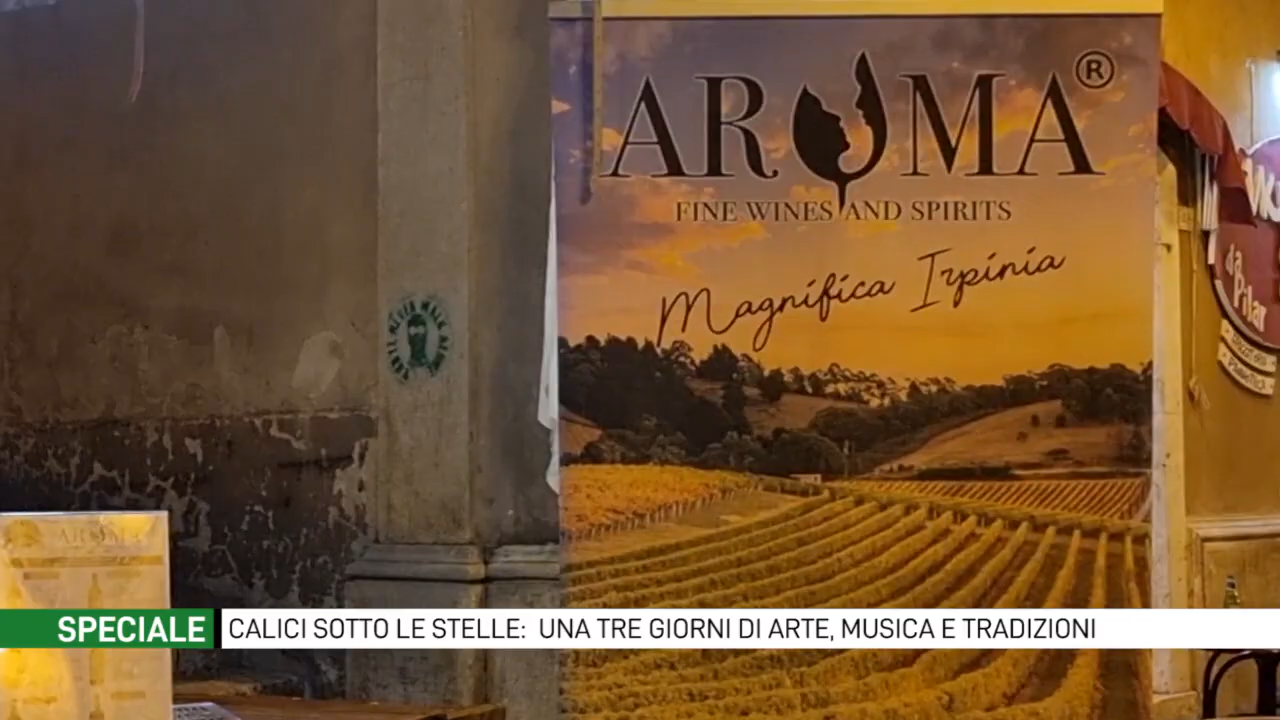 AROMA®
FINE WINES AND SPIRITS
Magnifica Irpinia
da
Pilar
AROMA
SPECIALE
CALICI SOTTO LE STELLE: UNA TRE GIORNI DI ARTE, MUSICA E TRADIZIONI